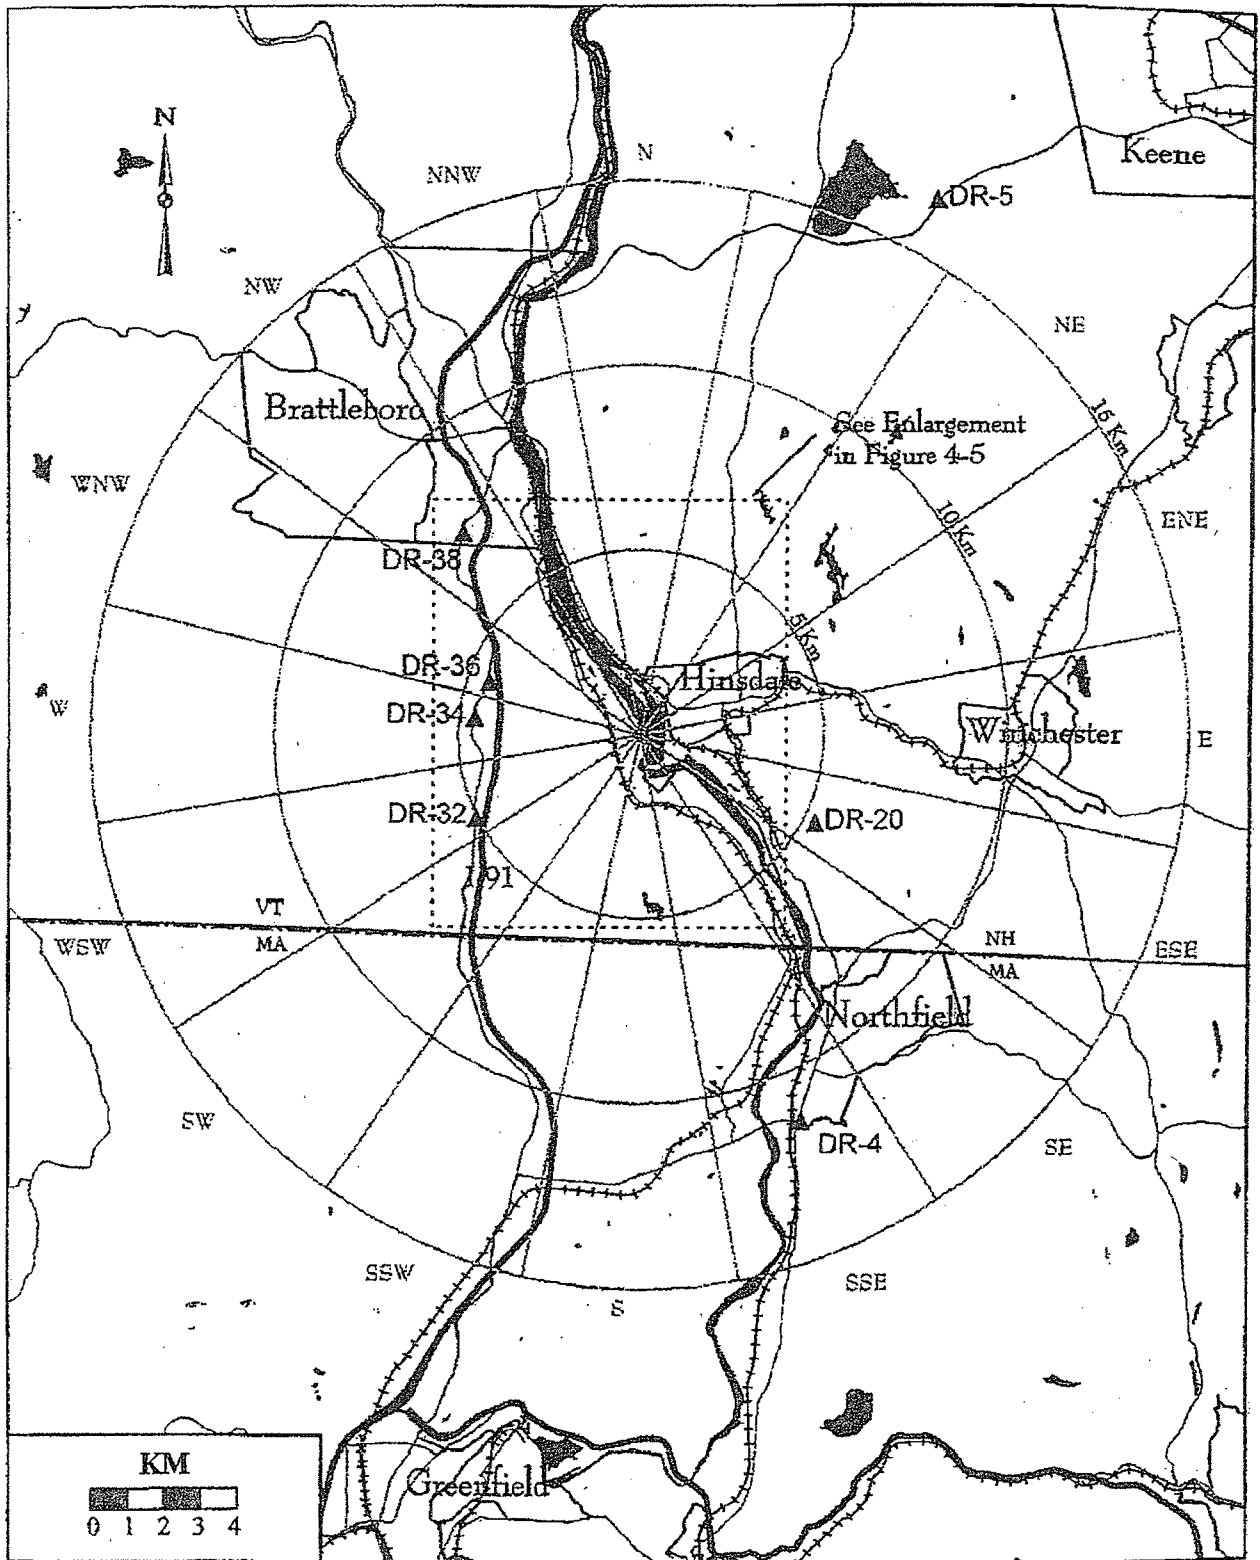 N
Keene
N
NNW
DR-5
NW
NE
Brattleboro
15 Km
See Enlargement
in Figure 4-5
WNW
10 Km
ENE
DR-38
5 Km
DR-36
Hinsdale
W
DR-34
Winchester
E
DR-32
DR-20
I-91
VT
MA
WSW
NH
MA
ESE
Northfield
SW
DR-4
SE
SSW
SSE
S
KM
0 1 2 3 4
Greenfield